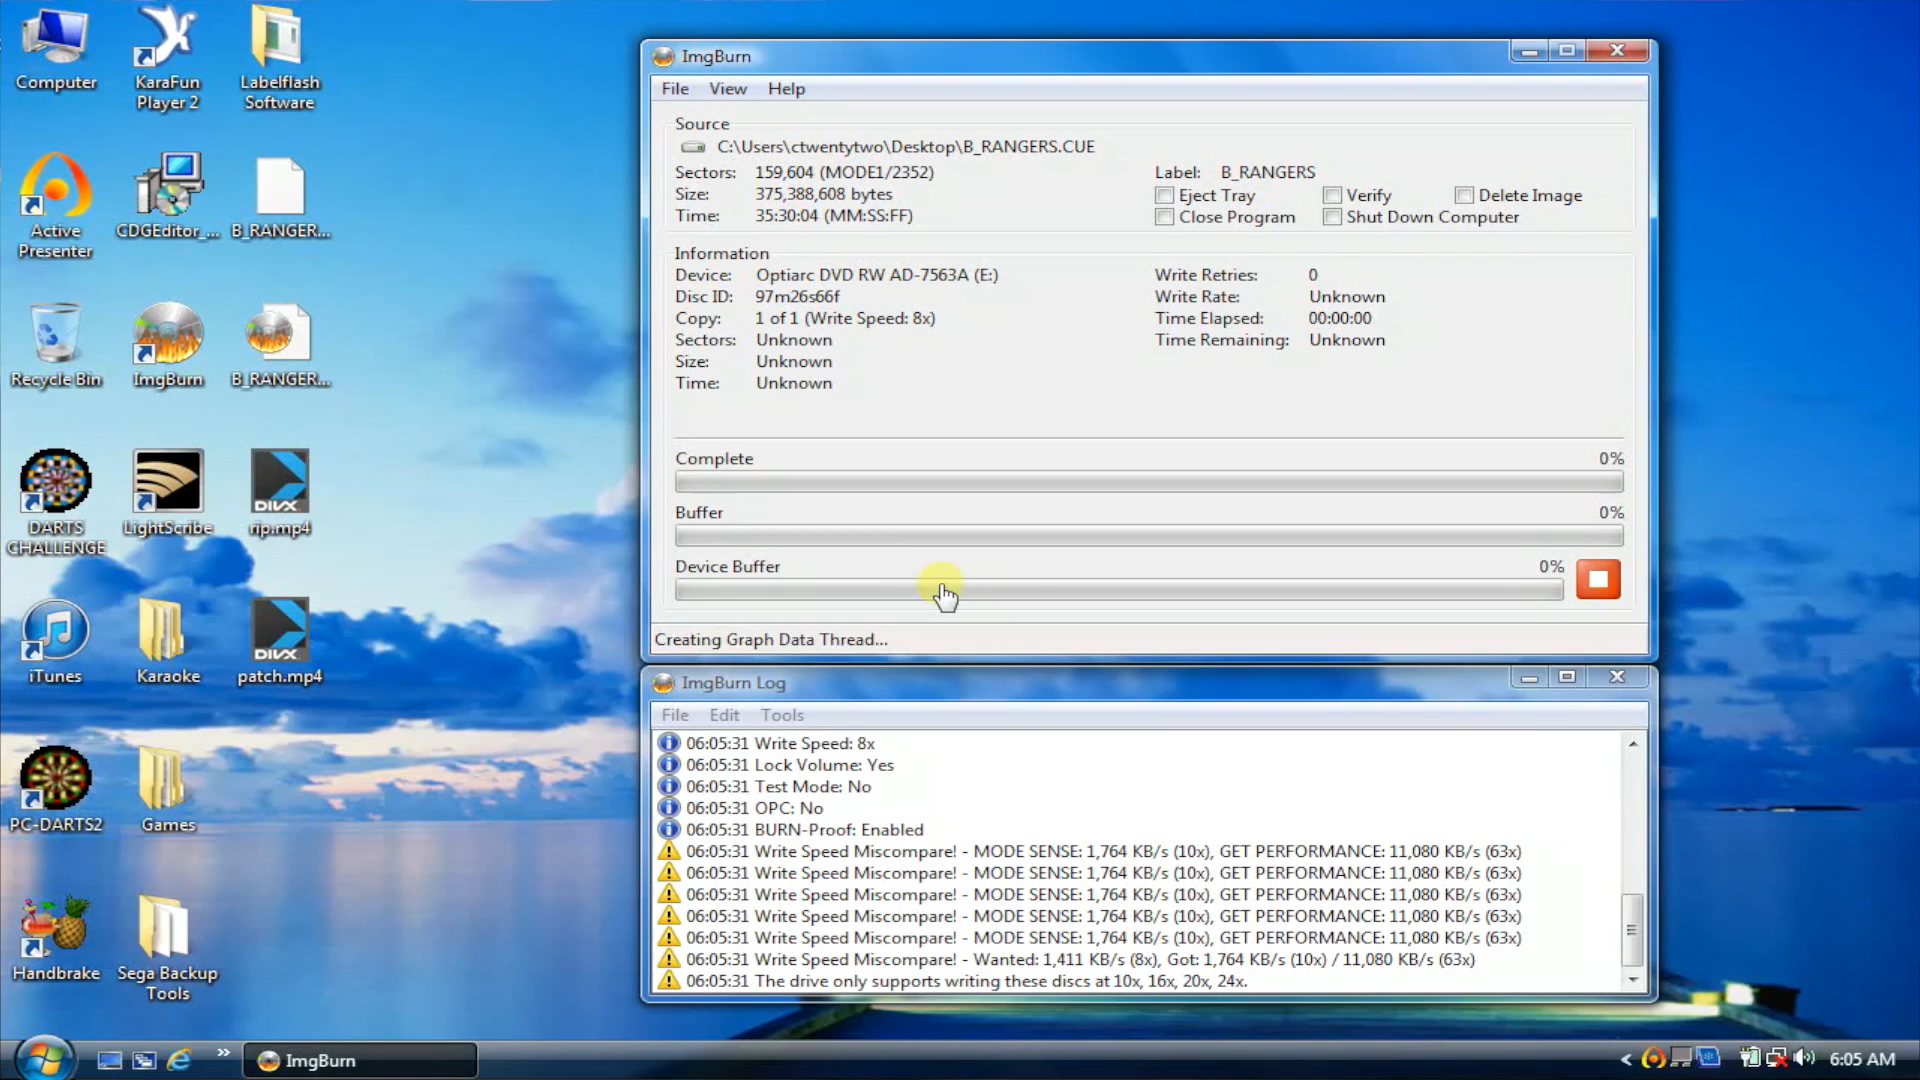 Computer
KaraFun
Player 2
Labelflash
Software
Active
Presenter
CDGEditor_...
B_RANGER...
Recycle Bin
ImgBurn
B_RANGER...
DARTS
CHALLENGE
LightScribe
DIVX
rip.mp4
iTunes
Karaoke
DIVX
patch.mp4
PC-DARTS2
Games
Handbrake
Sega Backup
Tools
ImgBurn
File View Help
Source
C:\Users\ctwentytwo\Desktop\B_RANGERS.CUE
Sectors: 159,604 (MODE1/2352)
Size: 375,388,608 bytes
Time: 35:30:04 (MM:SS:FF)
Label: B_RANGERS
Eject Tray Verify Delete Image
Close Program Shut Down Computer
Information
Device: Optiarc DVD RW AD-7563A (E:)
Disc ID: 97m26s66f
Copy: 1 of 1 (Write Speed: 8x)
Sectors: Unknown
Size: Unknown
Time: Unknown
Write Retries: 0
Write Rate: Unknown
Time Elapsed: 00:00:00
Time Remaining: Unknown
Complete 0%
Buffer 0%
Device Buffer 0%
Creating Graph Data Thread...
ImgBurn Log
File Edit Tools
06:05:31 Write Speed: 8x
06:05:31 Lock Volume: Yes
06:05:31 Test Mode: No
06:05:31 OPC: No
06:05:31 BURN-Proof: Enabled
06:05:31 Write Speed Miscompare! - MODE SENSE: 1,764 KB/s (10x), GET PERFORMANCE: 11,080 KB/s (63x)
06:05:31 Write Speed Miscompare! - MODE SENSE: 1,764 KB/s (10x), GET PERFORMANCE: 11,080 KB/s (63x)
06:05:31 Write Speed Miscompare! - MODE SENSE: 1,764 KB/s (10x), GET PERFORMANCE: 11,080 KB/s (63x)
06:05:31 Write Speed Miscompare! - MODE SENSE: 1,764 KB/s (10x), GET PERFORMANCE: 11,080 KB/s (63x)
06:05:31 Write Speed Miscompare! - MODE SENSE: 1,764 KB/s (10x), GET PERFORMANCE: 11,080 KB/s (63x)
06:05:31 Write Speed Miscompare! - Wanted: 1,411 KB/s (8x), Got: 1,764 KB/s (10x) / 11,080 KB/s (63x)
06:05:31 The drive only supports writing these discs at 10x, 16x, 20x, 24x.
ImgBurn
6:05 AM